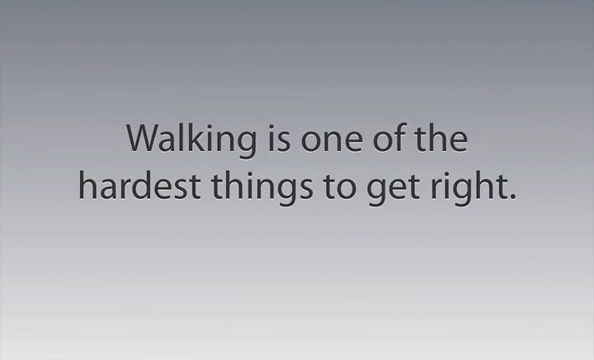 Walking is one of the
hardest things to get right.